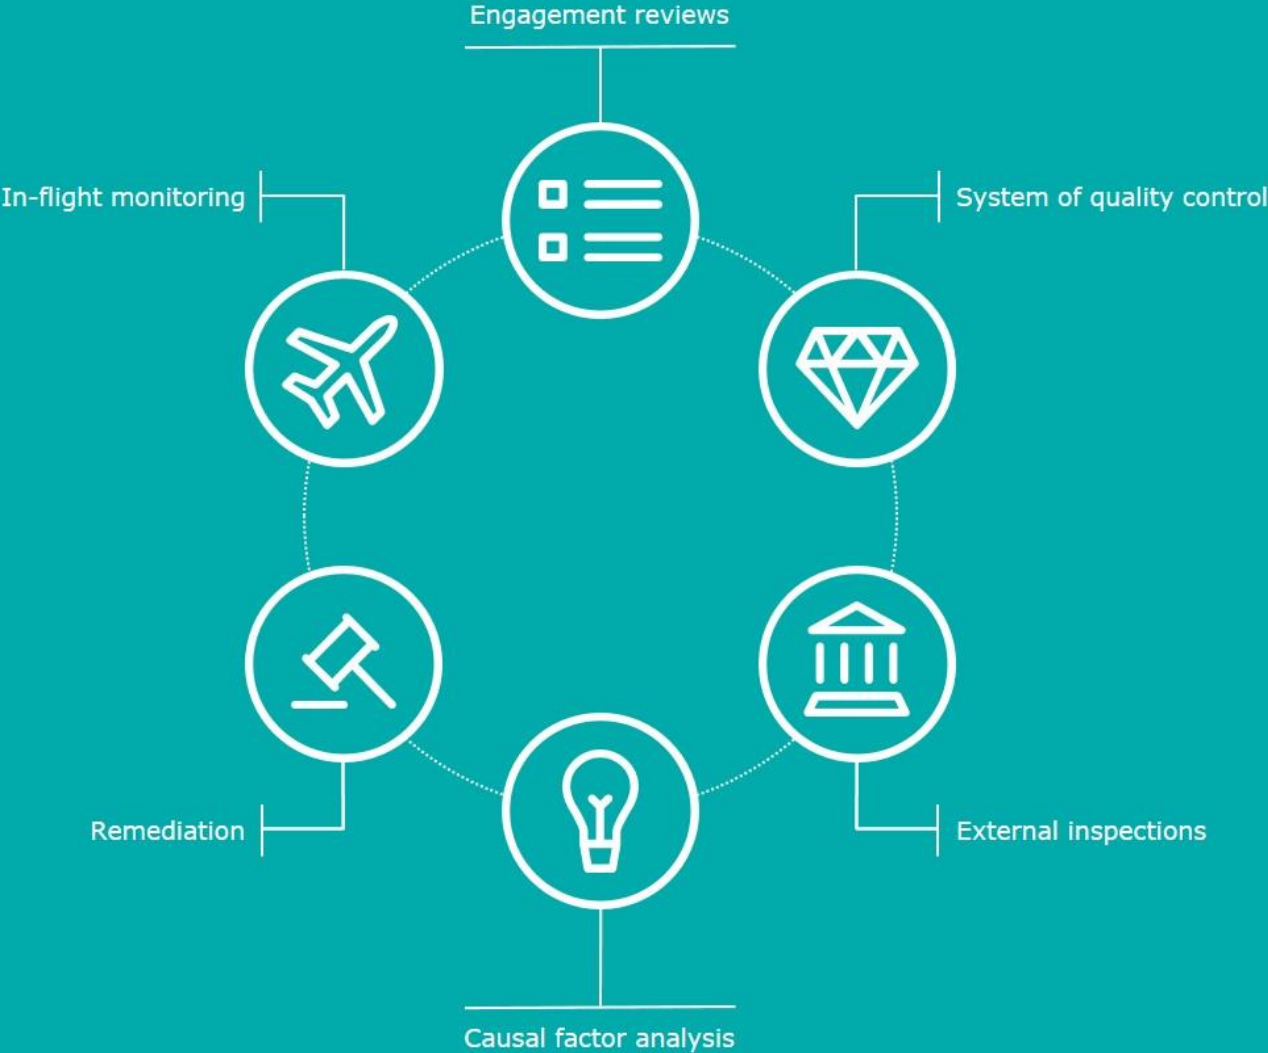 Engagement reviews
In-flight monitoring
System of quality control
Remediation
External inspections
Causal factor analysis